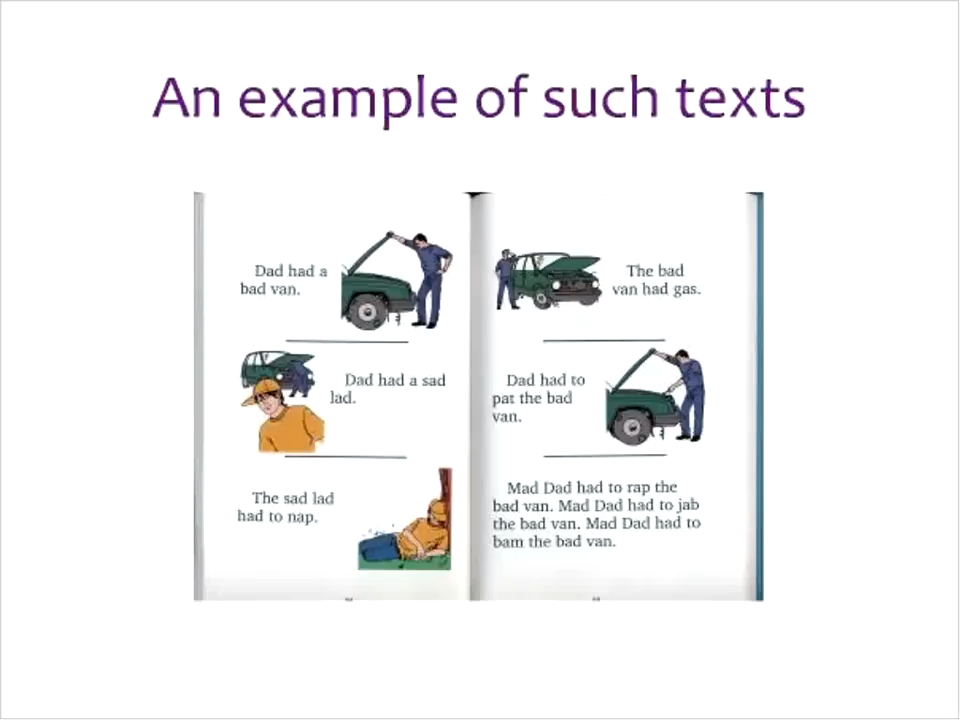 An example of such texts
Dad had a
bad van.
Dad had a sad
lad.
The sad lad
had to nap.
The bad
van had gas.
Dad had to
pat the bad
van.
Mad Dad had to rap the
bad van. Mad Dad had to jab
the bad van. Mad Dad had to
bam the bad van.